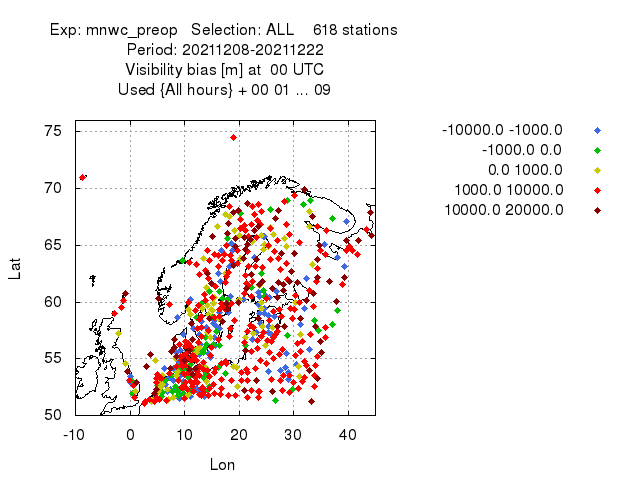 Exp: mnwc_preop   Selection: ALL    618 stations
Period: 20211208-20211222
Visibility bias [m] at  00 UTC
Used {All hours} + 00 01 ... 09
-10000.0 -1000.0
-1000.0 0.0
0.0 1000.0
1000.0 10000.0
10000.0 20000.0
75
70
65
60
55
50
Lat
-10 0 10 20 30 40
Lon